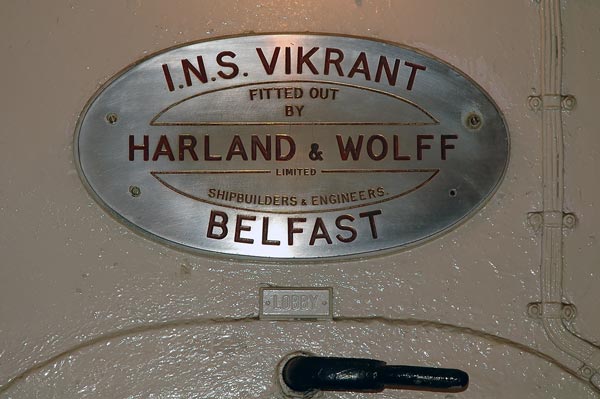 I.N.S. VIKRANT
FITTED OUT
BY
HARLAND & WOLFF
LIMITED
SHIPBUILDERS & ENGINEERS.
BELFAST
LOBBY